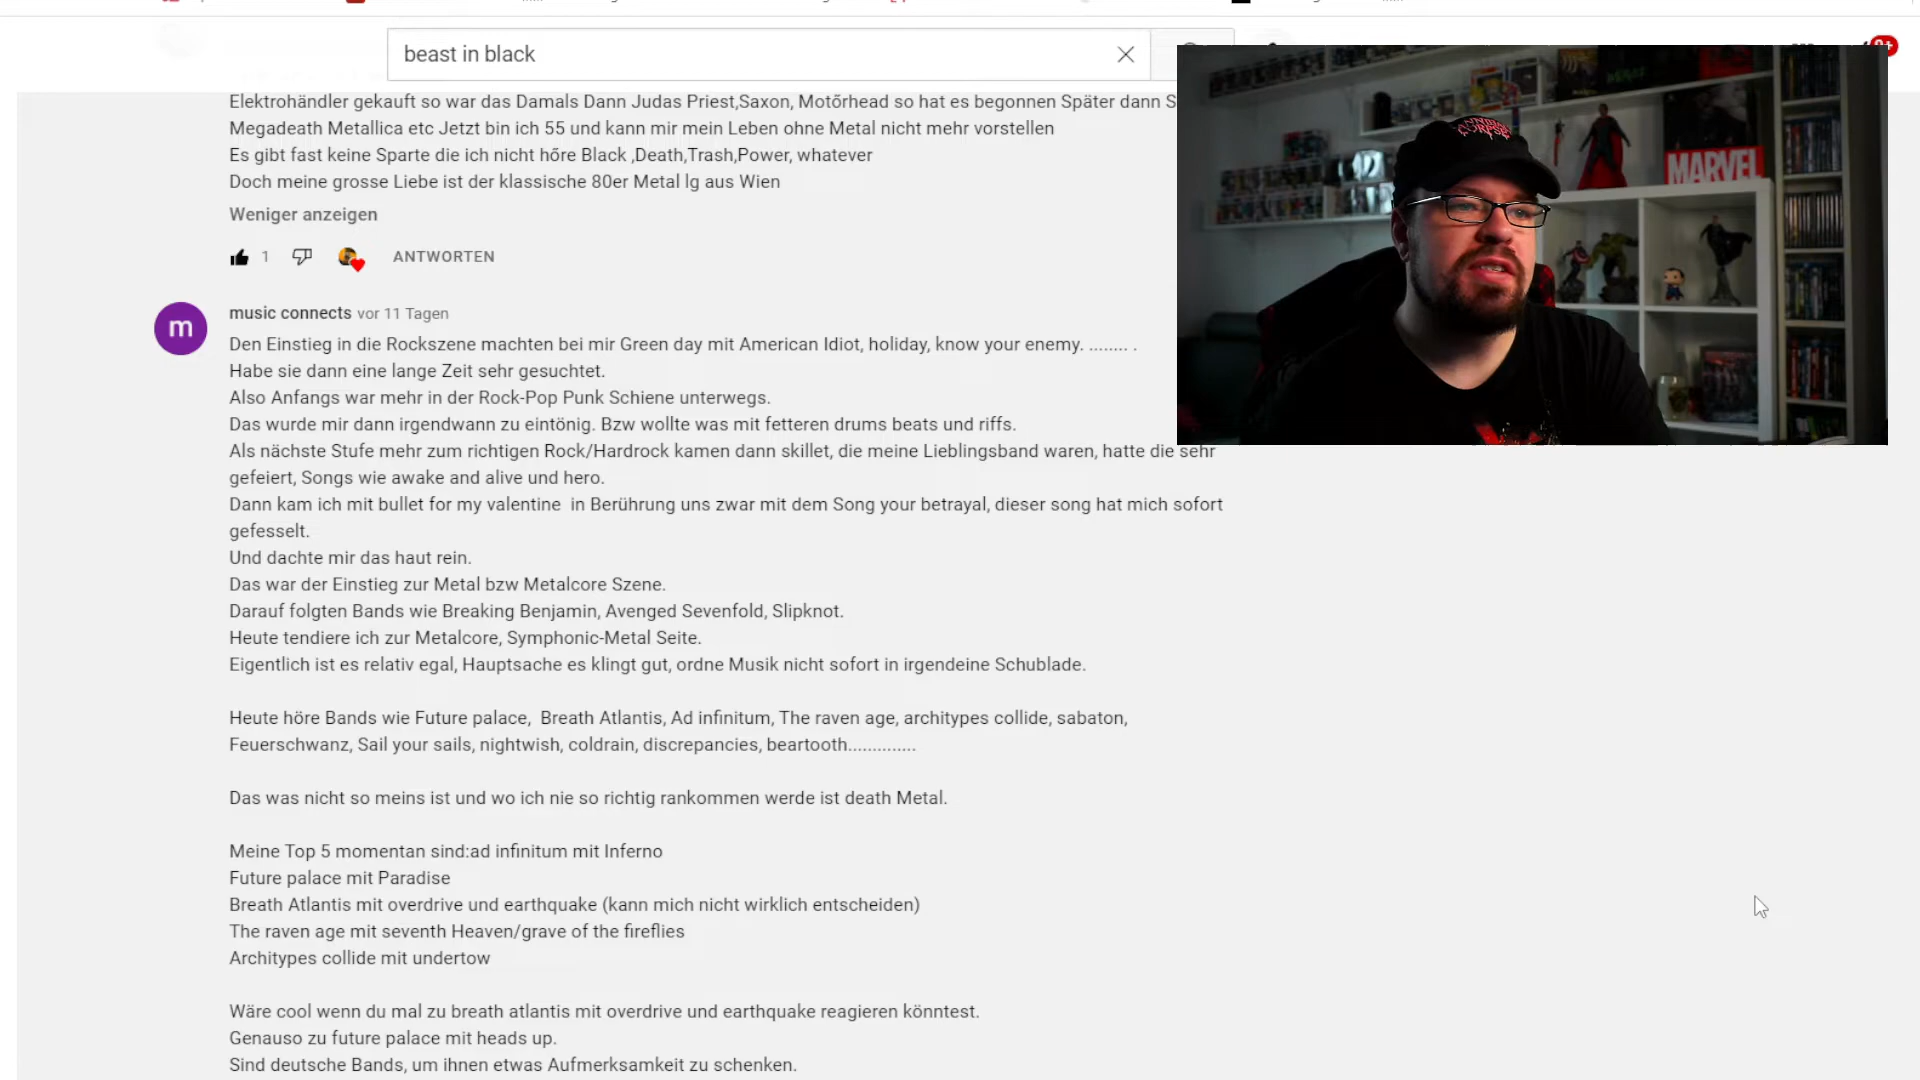 beast in black
9+
Elektrohändler gekauft so war das Damals Dann Judas Priest,Saxon, Motőrhead so hat es begonnen Später dann S
Megadeath Metallica etc Jetzt bin ich 55 und kann mir mein Leben ohne Metal nicht mehr vorstellen
Es gibt fast keine Sparte die ich nicht hőre Black ,Death,Trash,Power, whatever
Doch meine grosse Liebe ist der klassische 80er Metal lg aus Wien
Weniger anzeigen
1 ANTWORTEN
CANNIBAL CORPSE
MARVEL
m
music connects vor 11 Tagen
Den Einstieg in die Rockszene machten bei mir Green day mit American Idiot, holiday, know your enemy. ........ .
Habe sie dann eine lange Zeit sehr gesuchtet.
Also Anfangs war mehr in der Rock-Pop Punk Schiene unterwegs.
Das wurde mir dann irgendwann zu eintönig. Bzw wollte was mit fetteren drums beats und riffs.
Als nächste Stufe mehr zum richtigen Rock/Hardrock kamen dann skillet, die meine Lieblingsband waren, hatte die sehr
gefeiert, Songs wie awake and alive und hero.
Dann kam ich mit bullet for my valentine in Berührung uns zwar mit dem Song your betrayal, dieser song hat mich sofort
gefesselt.
Und dachte mir das haut rein.
Das war der Einstieg zur Metal bzw Metalcore Szene.
Darauf folgten Bands wie Breaking Benjamin, Avenged Sevenfold, Slipknot.
Heute tendiere ich zur Metalcore, Symphonic-Metal Seite.
Eigentlich ist es relativ egal, Hauptsache es klingt gut, ordne Musik nicht sofort in irgendeine Schublade.
Heute höre Bands wie Future palace, Breath Atlantis, Ad infinitum, The raven age, architypes collide, sabaton,
Feuerschwanz, Sail your sails, nightwish, coldrain, discrepancies, beartooth..............
Das was nicht so meins ist und wo ich nie so richtig rankommen werde ist death Metal.
Meine Top 5 momentan sind:ad infinitum mit Inferno
Future palace mit Paradise
Breath Atlantis mit overdrive und earthquake (kann mich nicht wirklich entscheiden)
The raven age mit seventh Heaven/grave of the fireflies
Architypes collide mit undertow
Wäre cool wenn du mal zu breath atlantis mit overdrive und earthquake reagieren könntest.
Genauso zu future palace mit heads up.
Sind deutsche Bands, um ihnen etwas Aufmerksamkeit zu schenken.